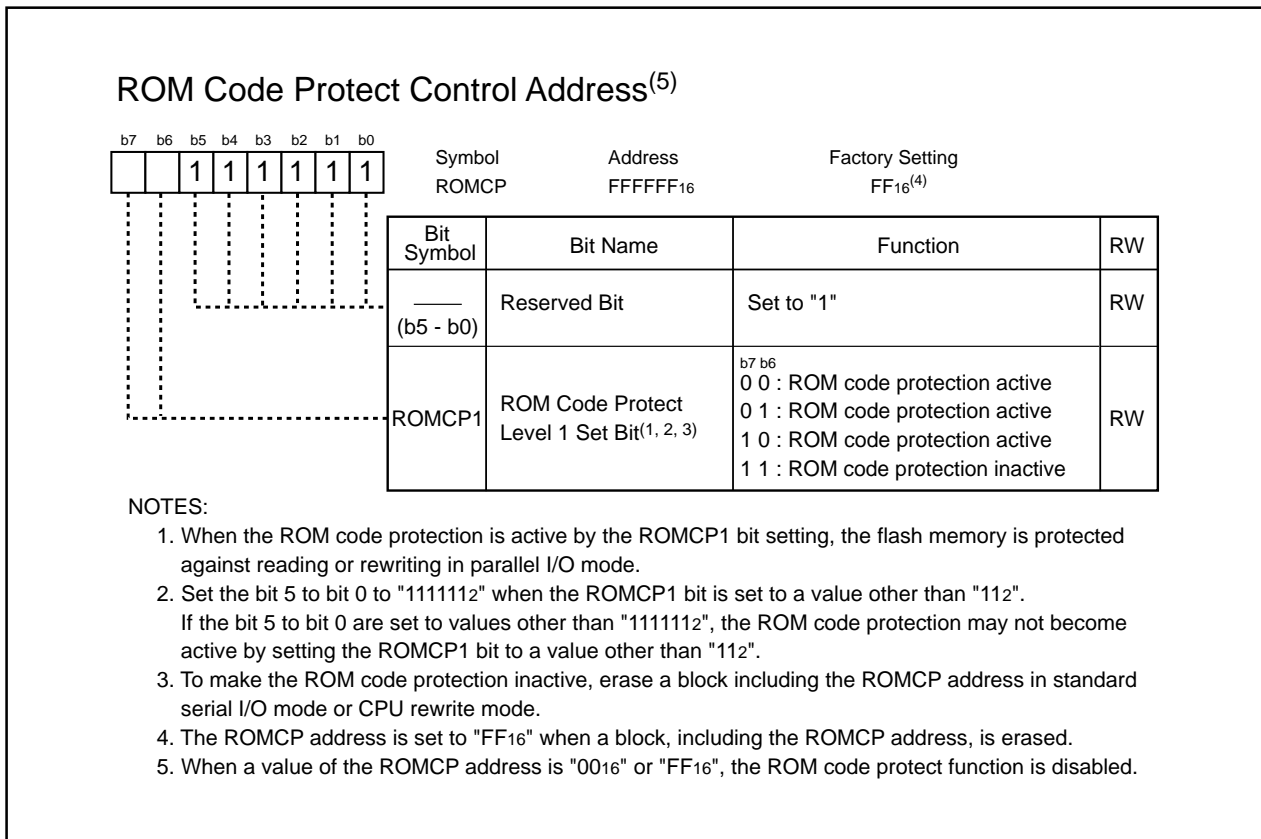 ROM Code Protect Control Address(5)
b7 b6 b5 b4 b3 b2 b1 b0
1 1 1 1 1 1
Symbol Address Factory Setting
ROMCP FFFFFF16 FF16(4)
Bit Symbol Bit Name Function RW
(b5 - b0) Reserved Bit Set to "1" RW
b7 b6
0 0 : ROM code protection active
0 1 : ROM code protection active
ROMCP1 ROM Code Protect Level 1 Set Bit(1, 2, 3) RW
1 0 : ROM code protection active
1 1 : ROM code protection inactive
NOTES:
1. When the ROM code protection is active by the ROMCP1 bit setting, the flash memory is protected
against reading or rewriting in parallel I/O mode.
2. Set the bit 5 to bit 0 to "1111112" when the ROMCP1 bit is set to a value other than "112".
If the bit 5 to bit 0 are set to values other than "1111112", the ROM code protection may not become
active by setting the ROMCP1 bit to a value other than "112".
3. To make the ROM code protection inactive, erase a block including the ROMCP address in standard
serial I/O mode or CPU rewrite mode.
4. The ROMCP address is set to "FF16" when a block, including the ROMCP address, is erased.
5. When a value of the ROMCP address is "0016" or "FF16", the ROM code protect function is disabled.